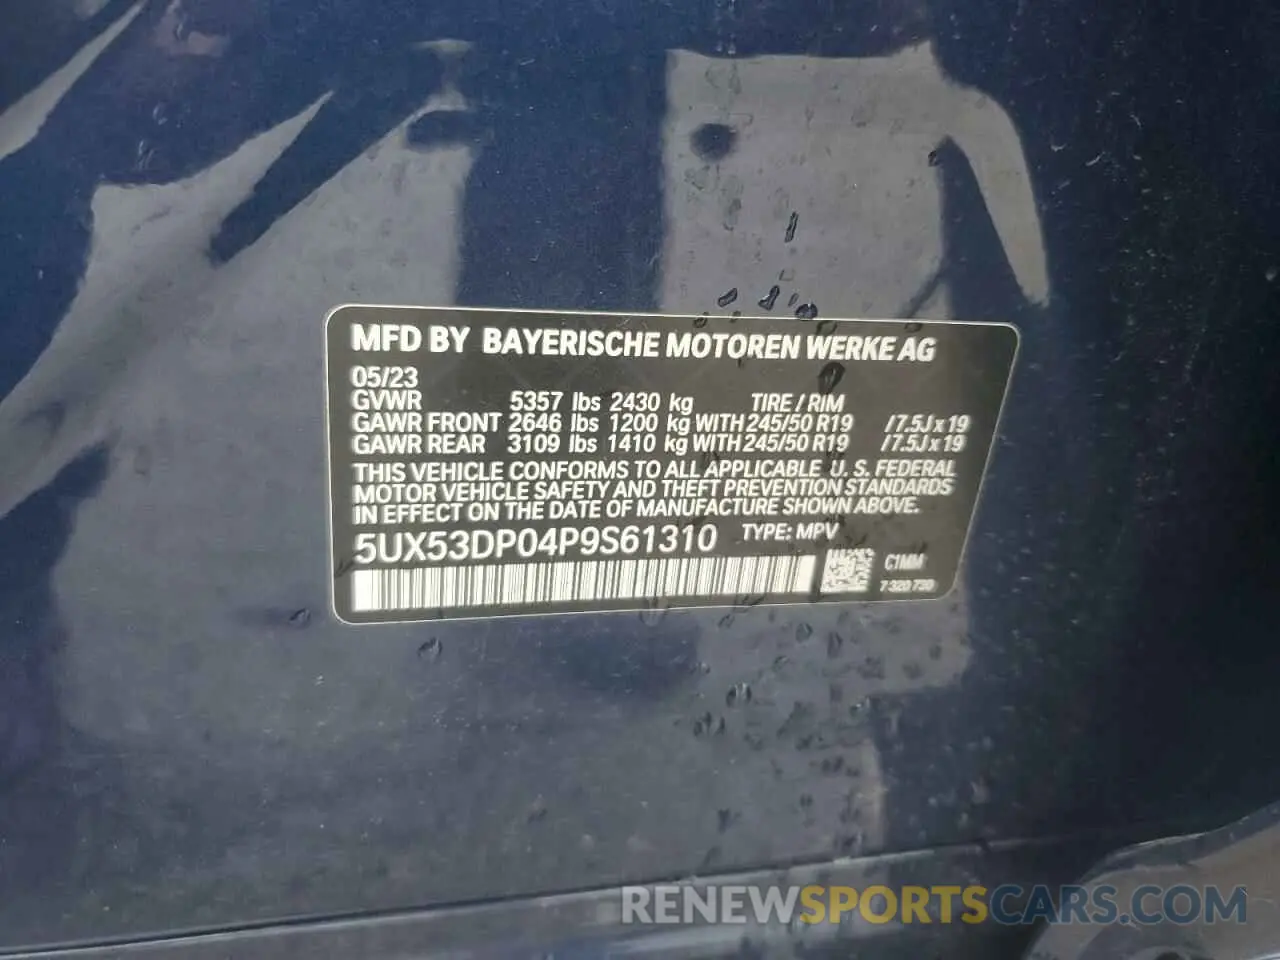 MFD BY BAYERISCHE MOTOREN WERKE AG
05/23
GVWR 5357 lbs 2430 kg TIRE / RIM
GAWR FRONT 2646 lbs 1200 kg WITH 245/50 R19 / 7.5J x 19
GAWR REAR 3109 lbs 1410 kg WITH 245/50 R19 / 7.5J x 19
THIS VEHICLE CONFORMS TO ALL APPLICABLE U. S. FEDERAL
MOTOR VEHICLE SAFETY AND THEFT PREVENTION STANDARDS
IN EFFECT ON THE DATE OF MANUFACTURE SHOWN ABOVE.
5UX53DP04P9S61310 TYPE: MPV
C1MM
7 320 730
RENEWSPORTSCARS.COM